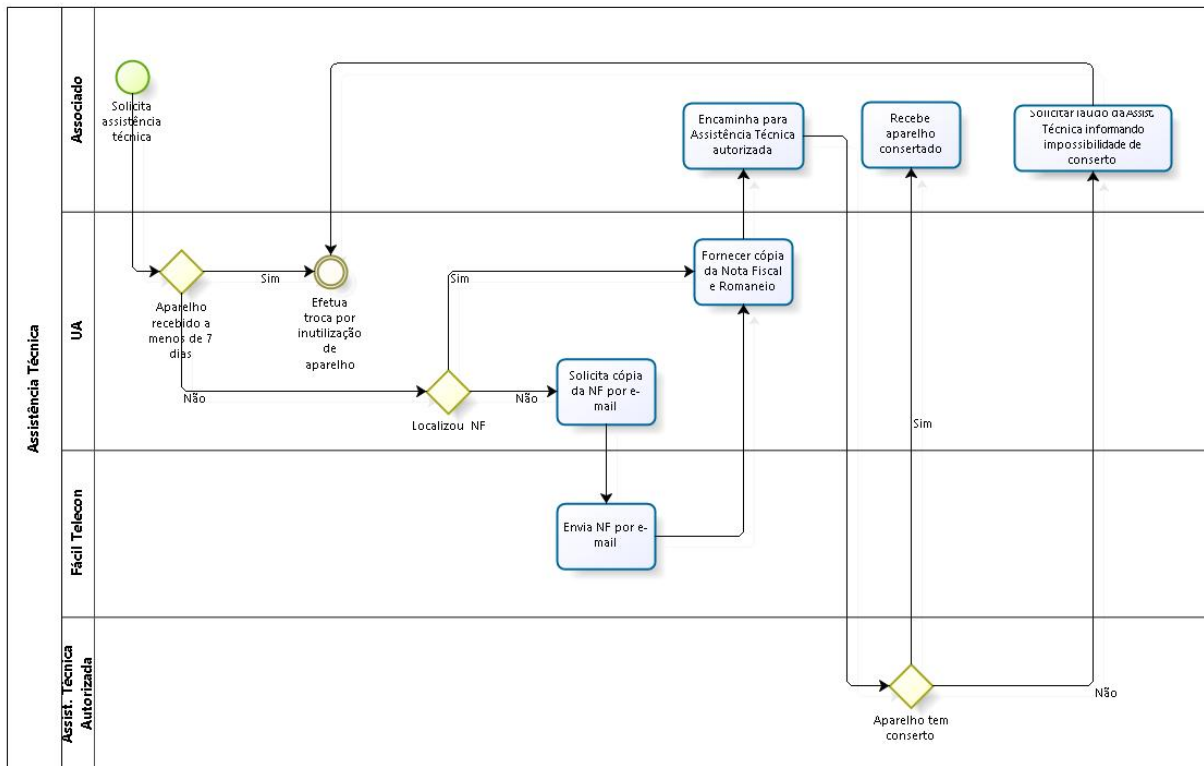 Assistência Técnica
Associado
Solicita
assistência
técnica
Encaminha para
Assistência Técnica
autorizada
Recebe
aparelho
consertado
Solicitar laudo da Assist.
Técnica informando
impossibilidade de
conserto
UA
Aparelho
recebido a
menos de 7
dias
Sim
Não
Efetua
troca por
inutilização
de
aparelho
Localizou NF
Sim
Não
Solicita cópia
da NF por e-
mail
Fornecer cópia
da Nota Fiscal
e Romaneio
Fácil Telecon
Envia NF por e-
mail
Assist. Técnica
Autorizada
Aparelho tem
conserto
Sim
Não